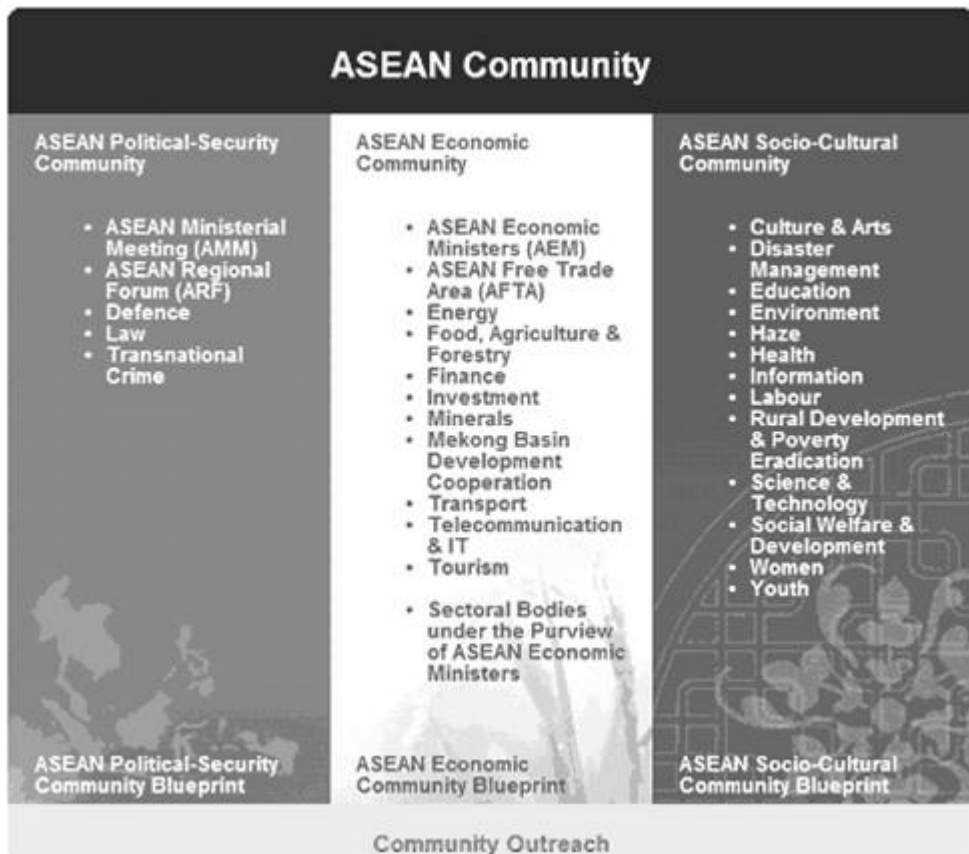 ASEAN Community
ASEAN Political-Security
Community
• ASEAN Ministerial
Meeting (AMM)
• ASEAN Regional
Forum (ARF)
• Defence
• Law
• Transnational
Crime
ASEAN Political-Security
Community Blueprint
ASEAN Economic
Community
• ASEAN Economic
Ministers (AEM)
• ASEAN Free Trade
Area (AFTA)
• Energy
• Food, Agriculture &
Forestry
• Finance
• Investment
• Minerals
• Mekong Basin
Development
Cooperation
• Transport
• Telecommunication
& IT
• Tourism
• Sectoral Bodies
under the Purview
of ASEAN Economic
Ministers
ASEAN Economic
Community Blueprint
ASEAN Socio-Cultural
Community
• Culture & Arts
• Disaster
Management
• Education
• Environment
• Haze
• Health
• Information
• Labour
• Rural Development
& Poverty
Eradication
• Science &
Technology
• Social Welfare &
Development
• Women
• Youth
ASEAN Socio-Cultural
Community Blueprint
Community Outreach